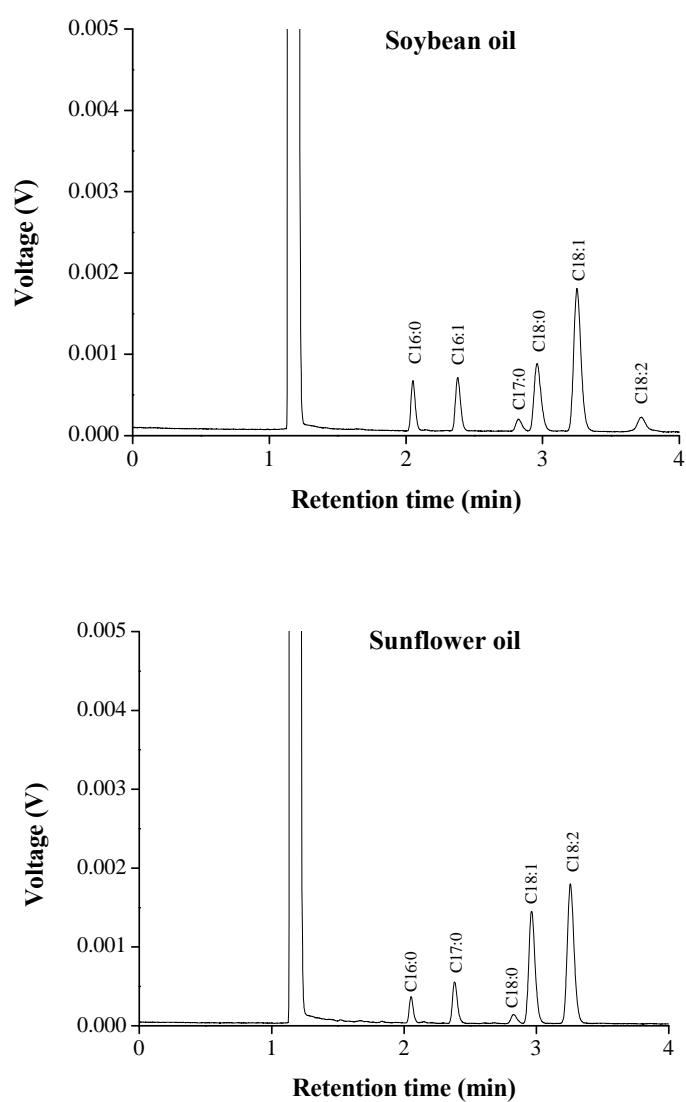 Soybean oil
0.005
0.004
0.003
0.002
0.001
0.000
Voltage (V)
C16:0
C16:1
C17:0
C18:0
C18:1
C18:2
0 1 2 3 4
Retention time (min)
Sunflower oil
0.005
0.004
0.003
0.002
0.001
0.000
Voltage (V)
C16:0
C17:0
C18:0
C18:1
C18:2
0 1 2 3 4
Retention time (min)